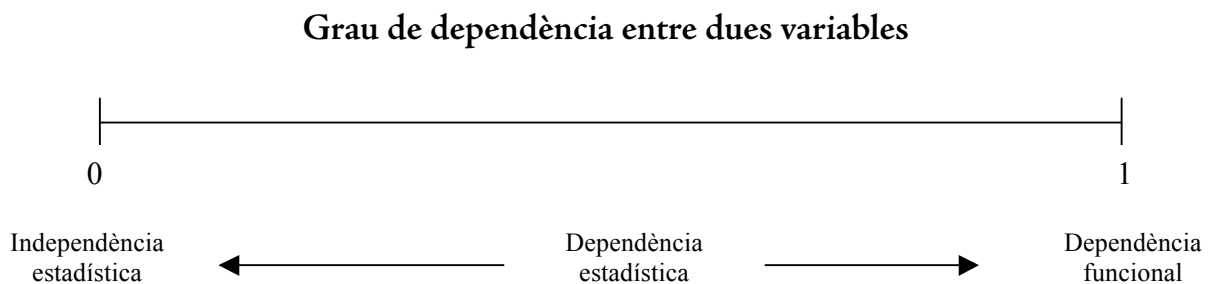 Grau de dependència entre dues variables
0
1
Independència
estadística
Dependència
estadística
Dependència
funcional